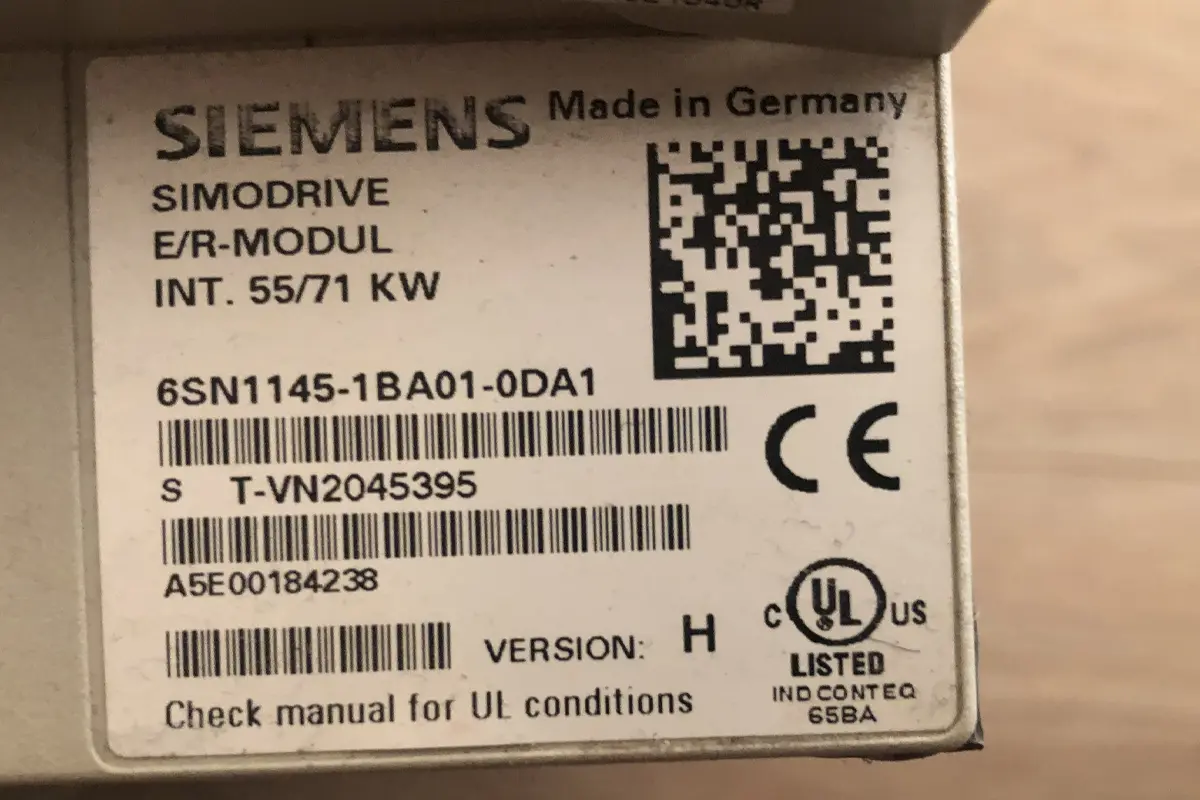 SIEMENS Made in Germany
SIMODRIVE
E/R-MODUL
INT. 55/71 KW
6SN1145-1BA01-0DA1
S T-VN2045395
A5E00184238
VERSION: H
Check manual for UL conditions
C UL US
LISTED
IND CONT EQ
65BA